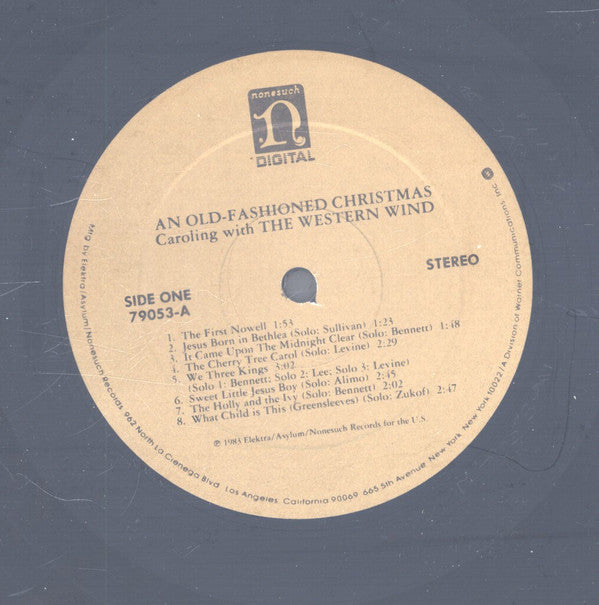 nonesuch
n
DIGITAL
AN OLD-FASHIONED CHRISTMAS
Caroling with THE WESTERN WIND
STEREO
SIDE ONE
79053-A
1. The First Nowell 1:53
2. Jesus Born in Bethlea (Solo: Sullivan) 1:23
3. It Came Upon The Midnight Clear (Solo: Bennett) 1:48
4. The Cherry Tree Carol (Solo: Levine) 2:29
5. We Three Kings 3:02
(Solo 1: Bennett; Solo 2: Lee; Solo 3: Levine)
6. Sweet Little Jesus Boy (Solo: Alimo) 2:45
7. The Holly and the Ivy (Solo: Bennett) 2:02
8. What Child is This (Greensleeves) (Solo: Zukof) 2:47
℗ 1983 Elektra/Asylum/Nonesuch Records for the U.S.
Mfg by Elektra/Asylum/Nonesuch Records, 962 North La Cienega Blvd., Los Angeles, California 90069, 665 5th Avenue, New York, New York 10022/A Division of Warner Communications, Inc.